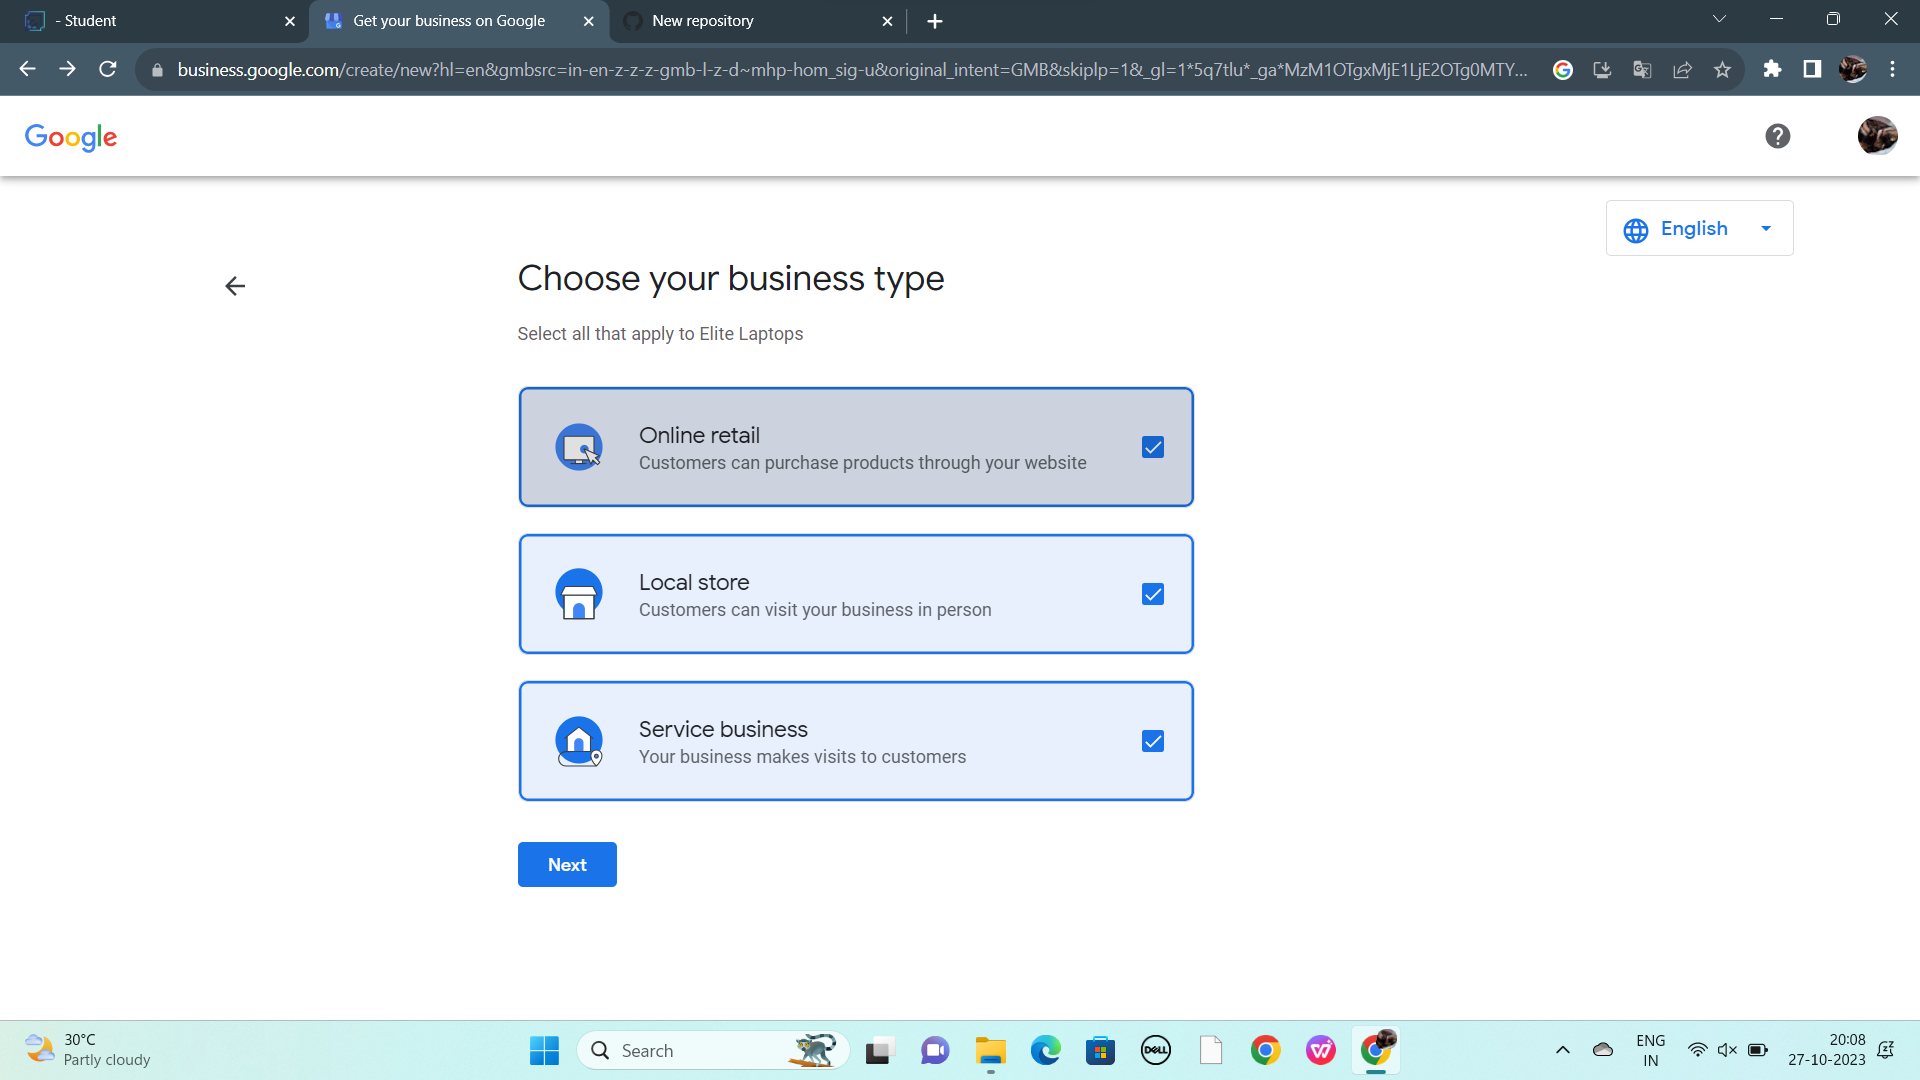 - Student
Get your business on Google
New repository
business.google.com/create/new?hl=en&gmbsrc=in-en-z-z-z-gmb-l-z-d~mhp-hom_sig-u&original_intent=GMB&skiplp=1&_gl=1*5q7tlu*_ga*MzM1OTgxMjE1LjE2OTg0MTY...
Google
English
Choose your business type
Select all that apply to Elite Laptops
Online retail
Customers can purchase products through your website
Local store
Customers can visit your business in person
Service business
Your business makes visits to customers
Next
30°C
Partly cloudy
Search
DELL
ENG
IN
20:08
27-10-2023